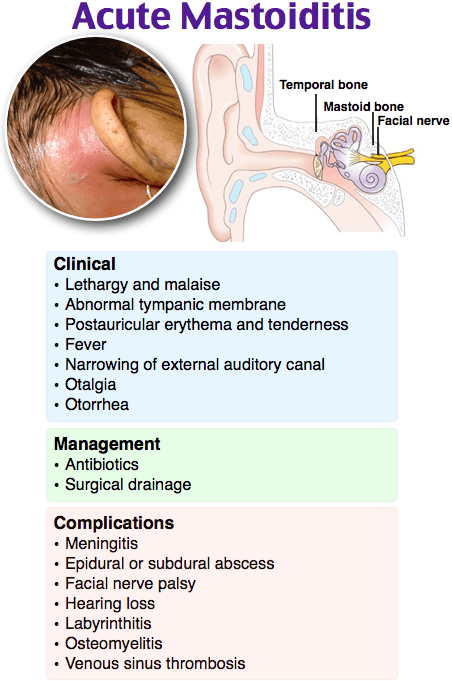 Acute Mastoiditis
Temporal bone
Mastoid bone
Facial nerve
Clinical
• Lethargy and malaise
• Abnormal tympanic membrane
• Postauricular erythema and tenderness
• Fever
• Narrowing of external auditory canal
• Otalgia
• Otorrhea
Management
• Antibiotics
• Surgical drainage
Complications
• Meningitis
• Epidural or subdural abscess
• Facial nerve palsy
• Hearing loss
• Labyrinthitis
• Osteomyelitis
• Venous sinus thrombosis